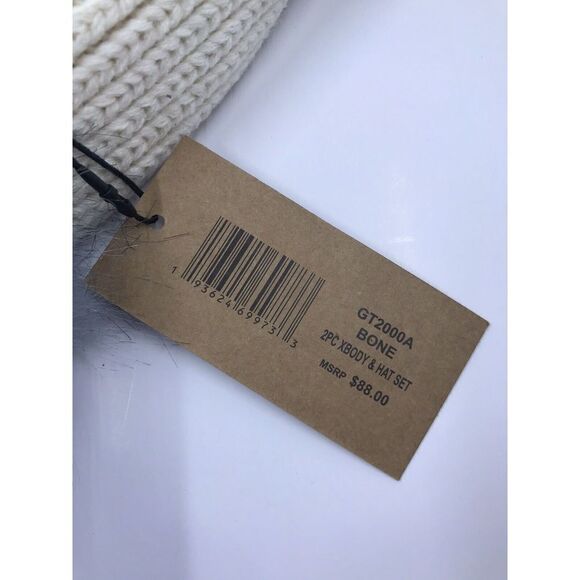 1 93624 69973 3
GT2000A
BONE
2PC XBODY & HAT SET
MSRP $88.00